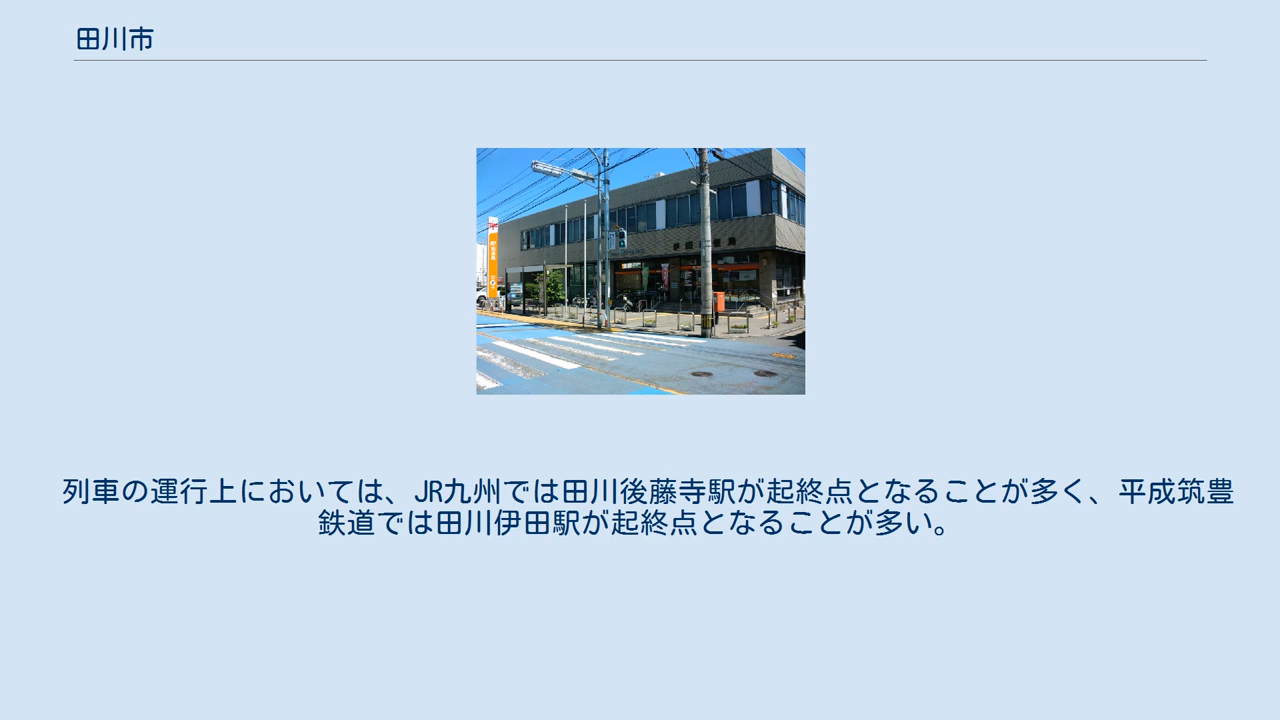 田川市
列車の運行上においては、JR九州では田川後藤寺駅が起終点となることが多く、平成筑豊
鉄道では田川伊田駅が起終点となることが多い。